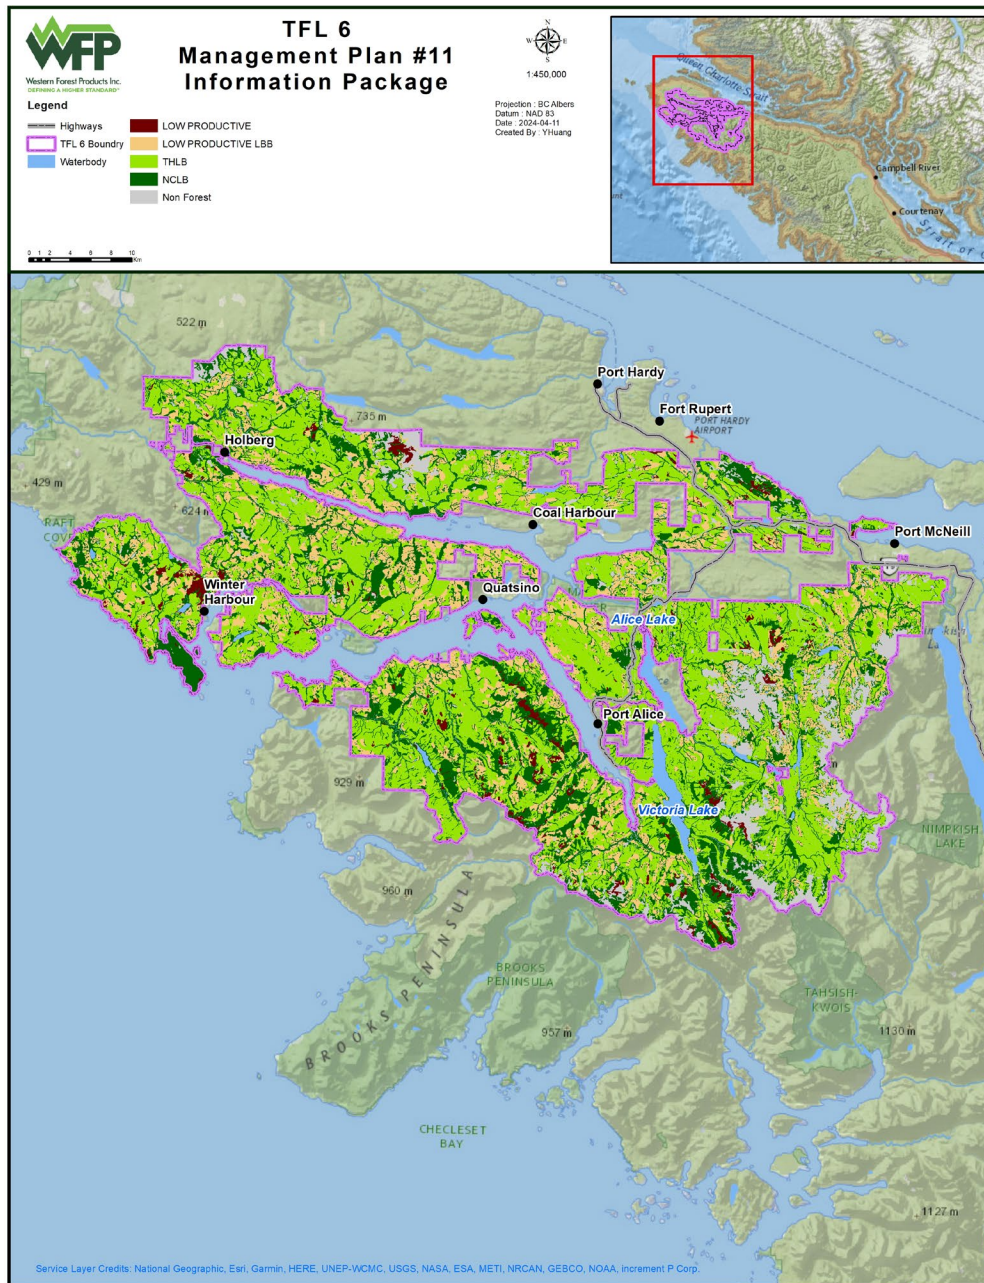 WFP
Western Forest Products Inc.
DEFINING A HIGHER STANDARD™
TFL 6
Management Plan #11
Information Package
N
W
E
S
1:450,000
Projection : BC Albers
Datum : NAD 83
Date : 2024-04-11
Created By : YHuang
Legend
Highways
TFL 6 Boundry
Waterbody
LOW PRODUCTIVE
LOW PRODUCTIVE LBB
THLB
NCLB
Non Forest
0 1 2 4 6 8 10
Km
Queen Charlotte Strait
Campbell River
Courtenay
Strait of
522 m
Port Hardy
Fort Rupert
PORT HARDY
AIRPORT
735 m
Holberg
429 m
624
RAFT
COVE
Coal Harbour
Port McNeill
Winter
Harbour
Quatsino
Alice Lake
Port Alice
929 m
Victoria Lake
NIMPKISH
LAKE
960 m
BROOKS PENINSULA
BROOKS
PENINSULA
957 m
TAHSISH-
KWOIS
1130 m
CHECLESET
BAY
1127 m
Service Layer Credits: National Geographic, Esri, Garmin, HERE, UNEP-WCMC, USGS, NASA, ESA, METI, NRCAN, GEBCO, NOAA, increment P Corp.